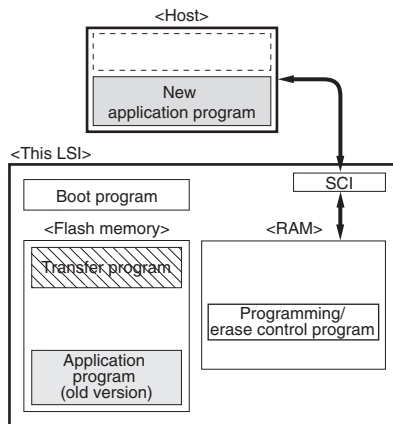 <Host>
New
application program
<This LSI>
SCI
Boot program
<Flash memory>
<RAM>
Transfer program
Programming/
erase control program
Application
program
(old version)